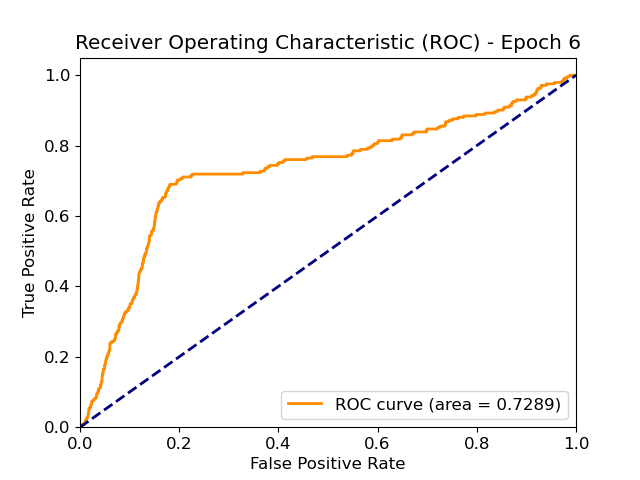 Receiver Operating Characteristic (ROC) - Epoch 6
True Positive Rate
1.0
0.8
0.6
0.4
0.2
0.0
ROC curve (area = 0.7289)
0.0 0.2 0.4 0.6 0.8 1.0
False Positive Rate